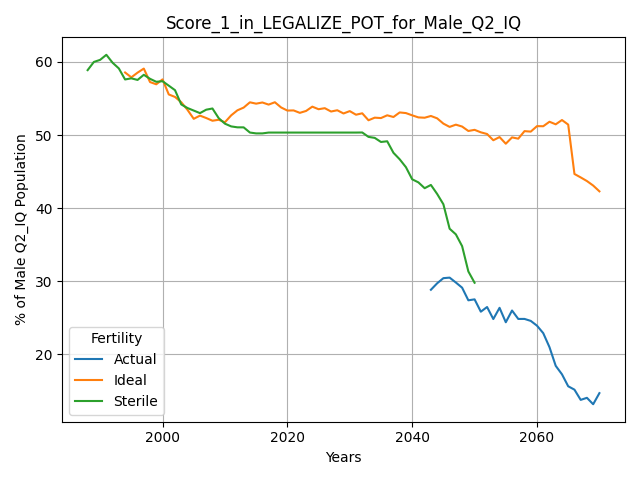 Score_1_in_LEGALIZE_POT_for_Male_Q2_IQ
% of Male Q2_IQ Population
60
50
40
30
20
Fertility
Actual
Ideal
Sterile
2000
2020
2040
2060
Years